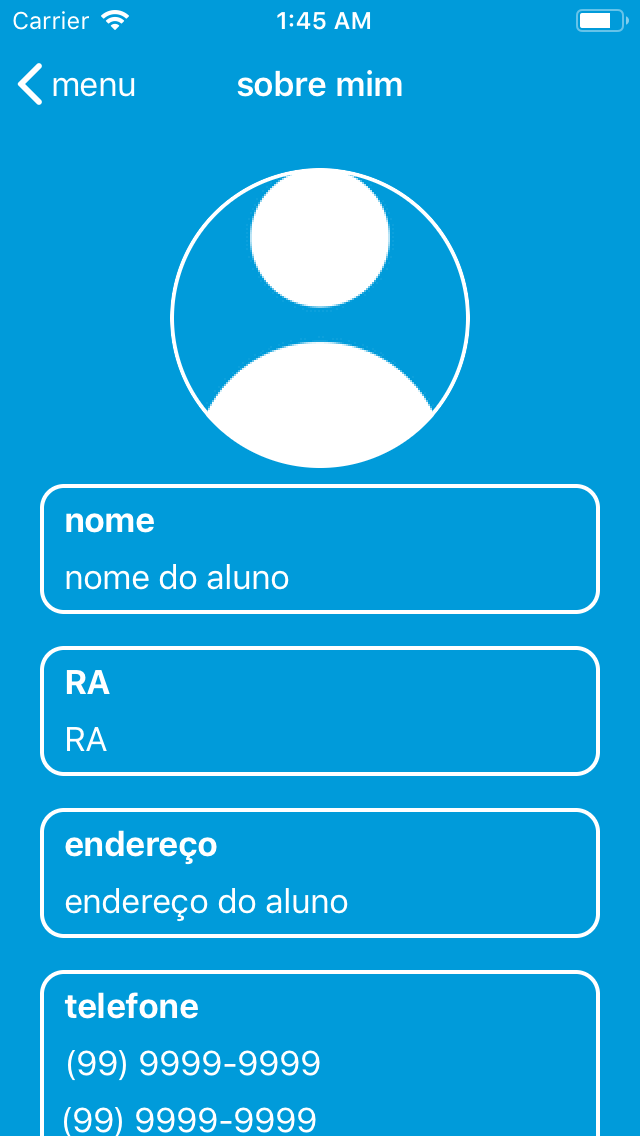 Carrier 1:45 AM
menu sobre mim
nome
nome do aluno
RA
RA
endereço
endereço do aluno
telefone
(99) 9999-9999
(99) 9999-9999